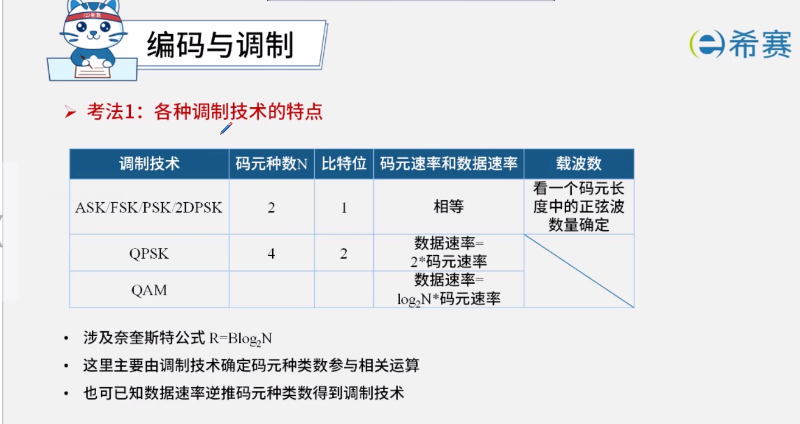 编码与调制
希赛
➢ 考法1：各种调制技术的特点
调制技术 码元种数N 比特位 码元速率和数据速率 载波数
ASK/FSK/PSK/2DPSK 2 1 相等 看一个码元长
度中的正弦波
数量确定
QPSK 4 2 数据速率=
2*码元速率
QAM 数据速率=
log₂N*码元速率
• 涉及奈奎斯特公式 R=Blog₂N
• 这里主要由调制技术确定码元种类数参与相关运算
• 也可已知数据速率逆推码元种类数得到调制技术